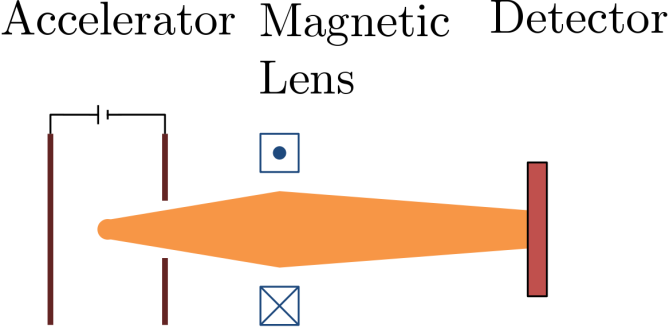 Accelerator
Magnetic
Lens
Detector